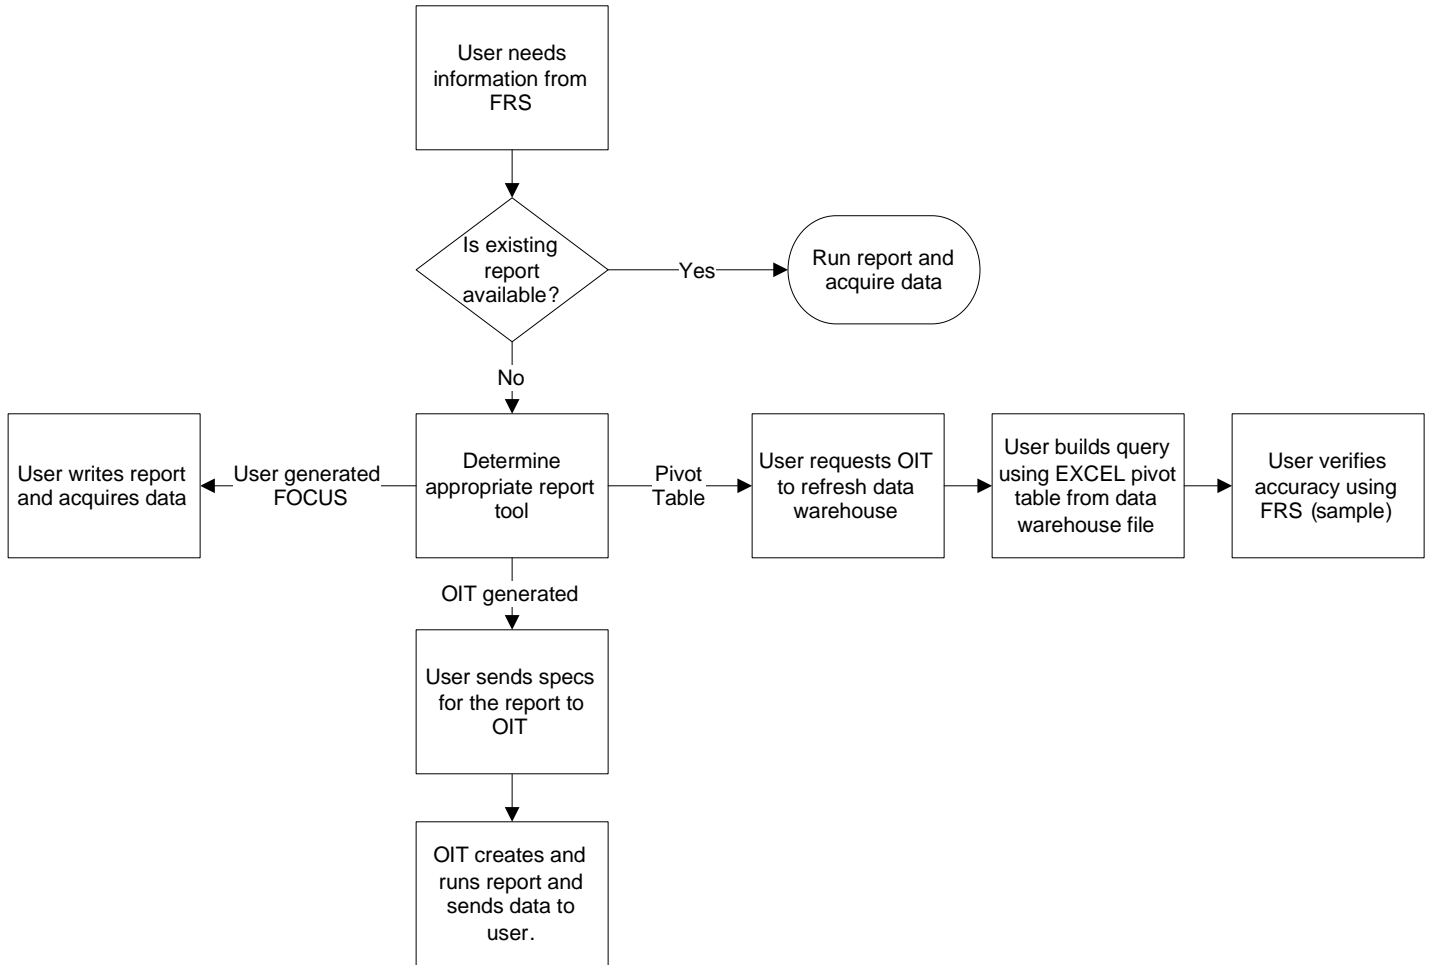 User needs
information from
FRS
Is existing
report
available?
Yes
Run report and
acquire data
No
User writes report
and acquires data
User generated
FOCUS
Determine
appropriate report
tool
Pivot
Table
User requests OIT
to refresh data
warehouse
User builds query
using EXCEL pivot
table from data
warehouse file
User verifies
accuracy using
FRS (sample)
OIT generated
User sends specs
for the report to
OIT
OIT creates and
runs report and
sends data to
user.